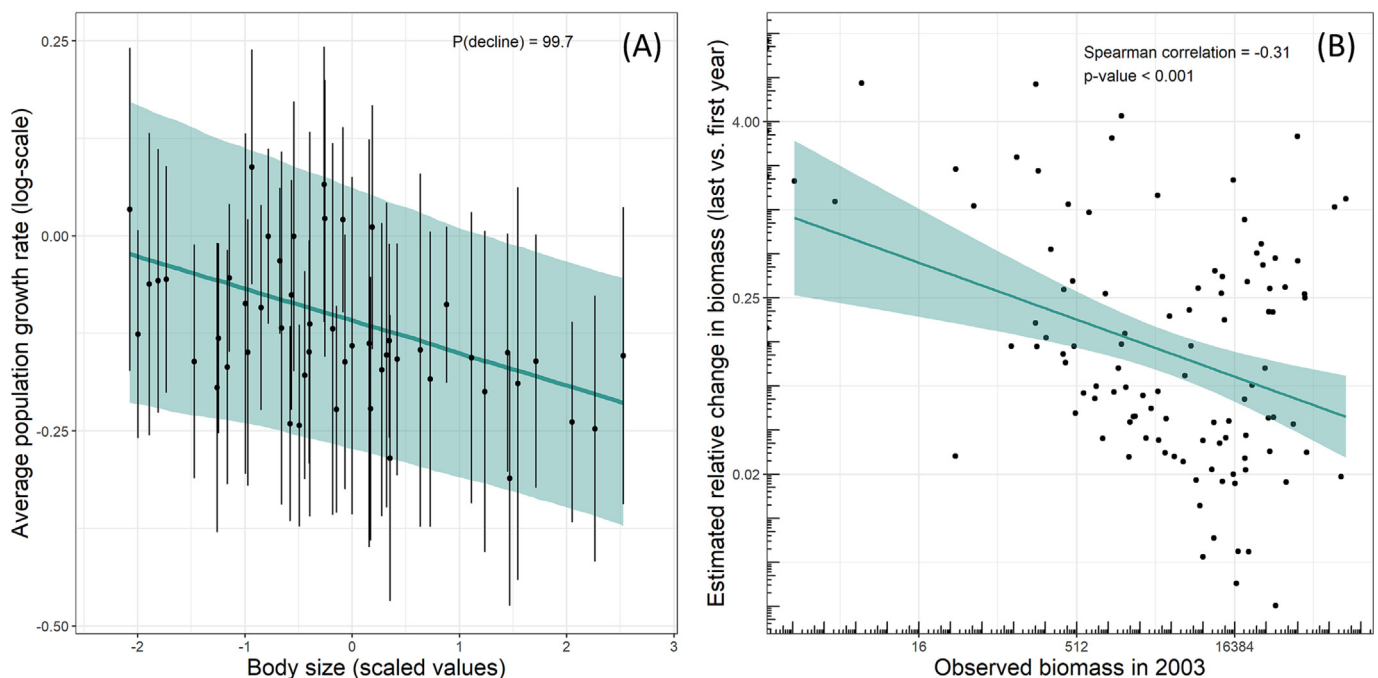 (A)
P(decline) = 99.7
0.25
0.00
-0.25
-0.50
Average population growth rate (log-scale)
-2
-1
0
1
2
3
Body size (scaled values)
(B)
Spearman correlation = -0.31
p-value < 0.001
4.00
0.25
0.02
Estimated relative change in biomass (last vs. first year)
16
512
16384
Observed biomass in 2003